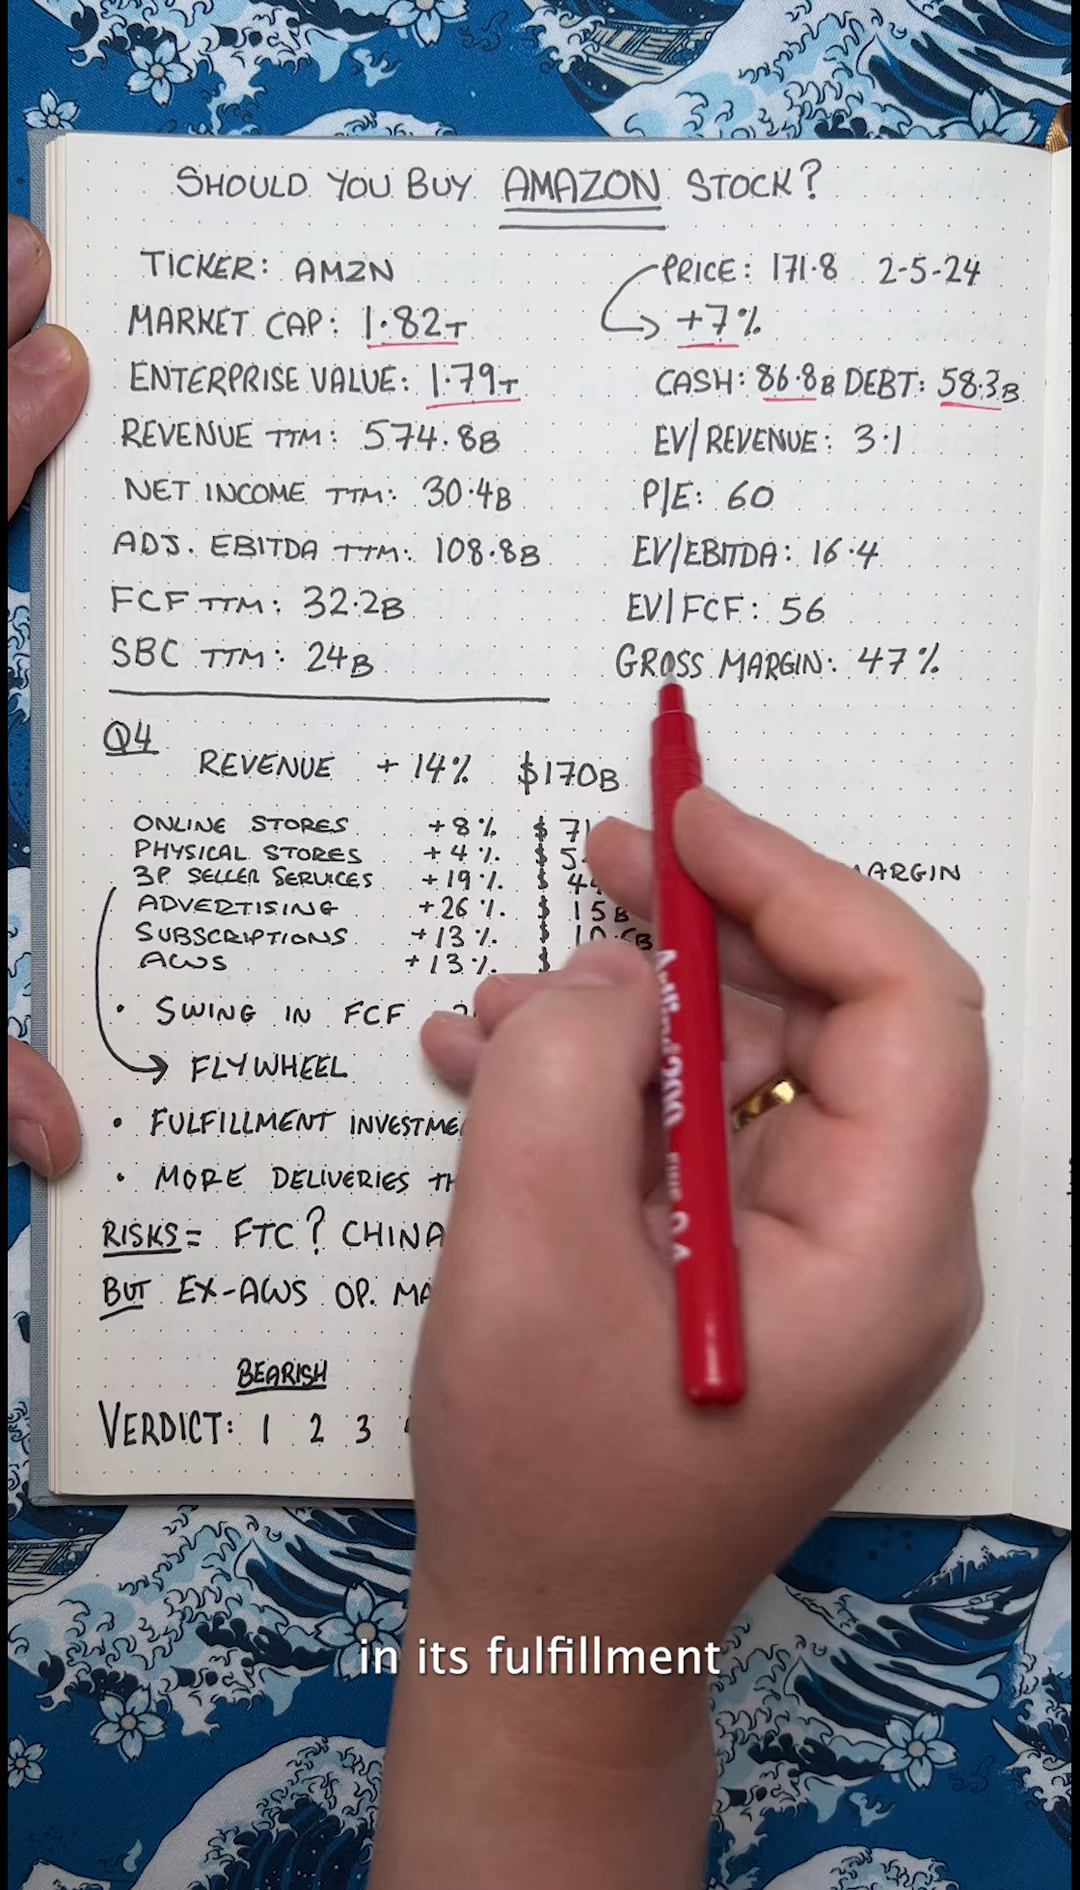 SHOULD YOU BUY AMAZON STOCK?
TICKER: AMZN
PRICE: 171.8 2-5-24
MARKET CAP: 1.82T
+7%
ENTERPRISE VALUE: 1.79T
CASH: 86.8B DEBT: 58.3B
REVENUE TTM: 574.8B
EV/REVENUE: 3.1
NET INCOME TTM: 30.4B
P/E: 60
ADJ. EBITDA TTM: 108.8B
EV/EBITDA: 16.4
FCF TTM: 32.2B
EV/FCF: 56
SBC TTM: 24B
GROSS MARGIN: 47%
Q4
REVENUE +14% $170B
ONLINE STORES +8% $
PHYSICAL STORES +4% $
MARGIN
3P SELLER SERVICES +19% $
ADVERTISING +26% $ 15B
SUBSCRIPTIONS +13% $
AWS +13% $
• SWING IN FCF
FLYWHEEL
• FULFILLMENT
• MORE DELIVERIES
RISKS = FTC? CHINA
BUT EX-AWS OP.
BEARISH
VERDICT: 1 2 3
Artline 200
in its fulfillment